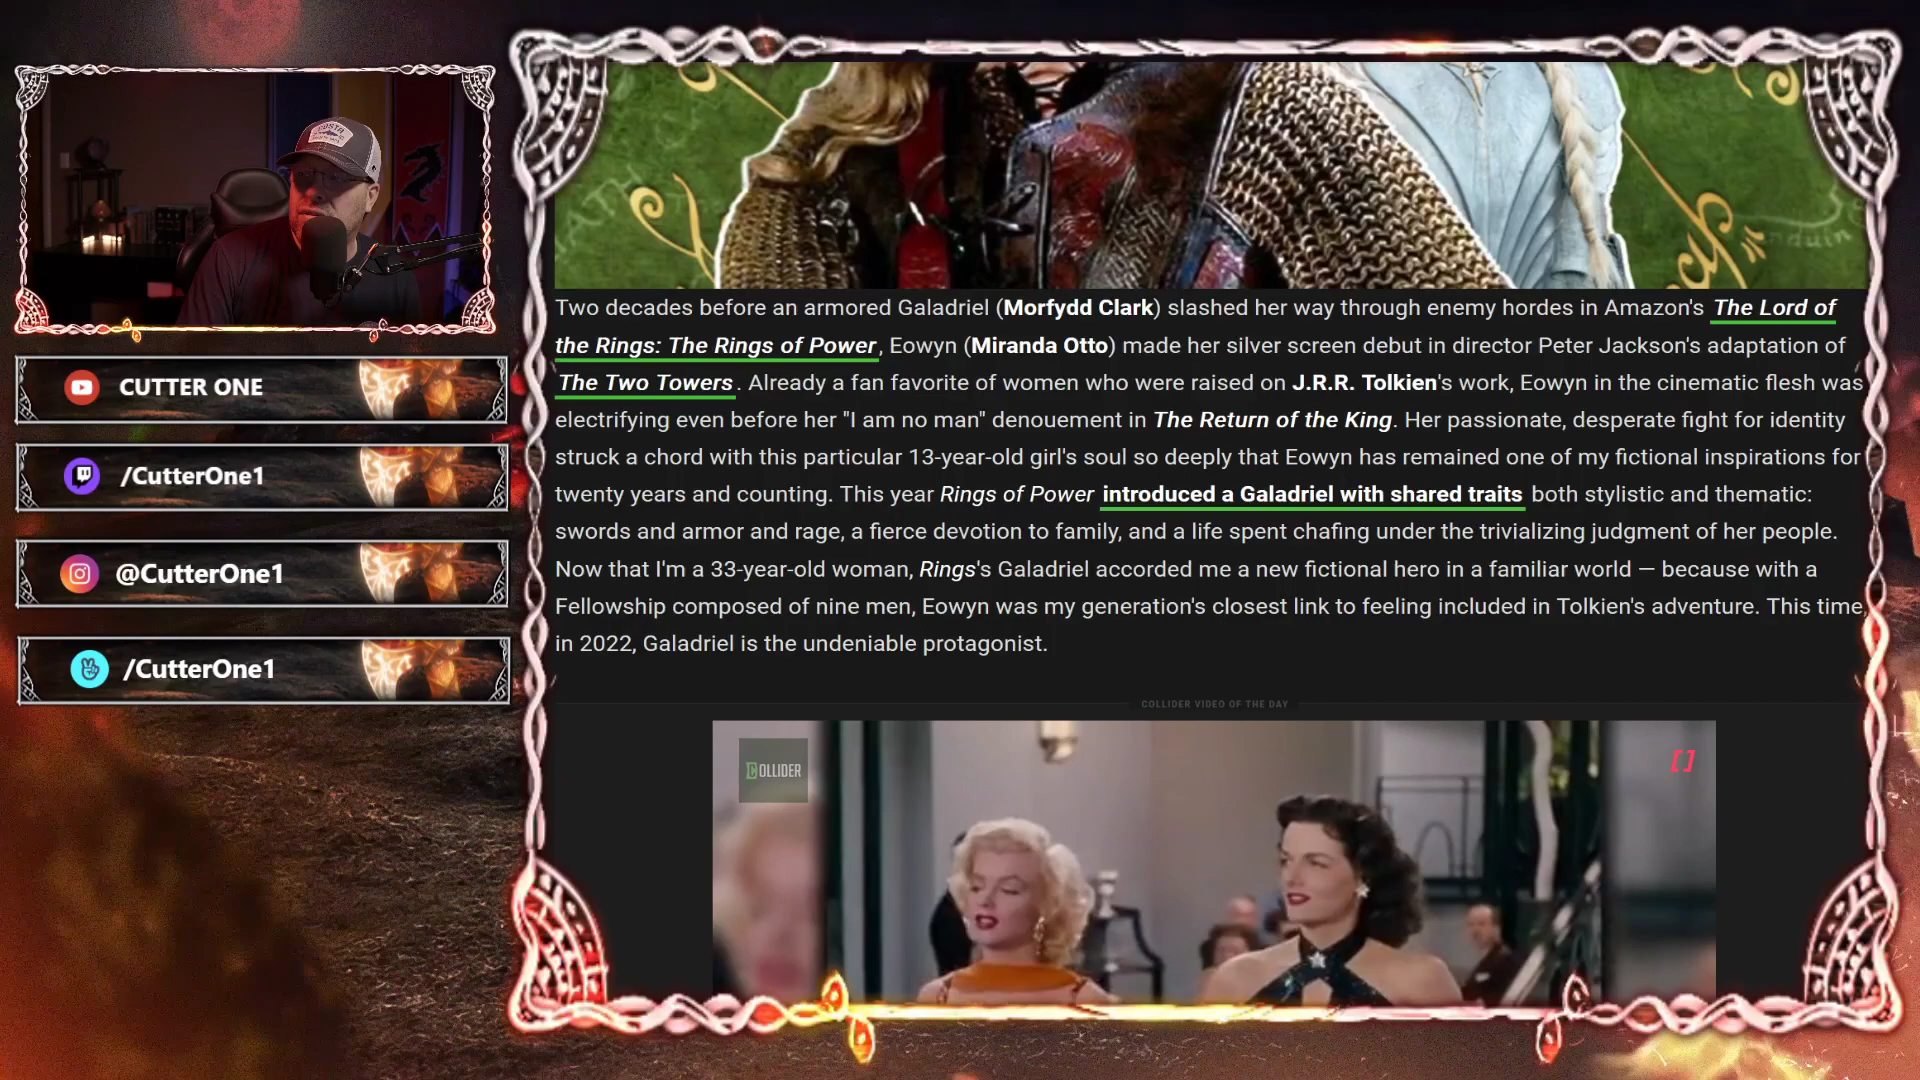 CUTTER ONE
/CutterOne1
@CutterOne1
/CutterOne1
Two decades before an armored Galadriel (Morfydd Clark) slashed her way through enemy hordes in Amazon's The Lord of
the Rings: The Rings of Power, Eowyn (Miranda Otto) made her silver screen debut in director Peter Jackson's adaptation of
The Two Towers. Already a fan favorite of women who were raised on J.R.R. Tolkien's work, Eowyn in the cinematic flesh was
electrifying even before her "I am no man" denouement in The Return of the King. Her passionate, desperate fight for identity
struck a chord with this particular 13-year-old girl's soul so deeply that Eowyn has remained one of my fictional inspirations for
twenty years and counting. This year Rings of Power introduced a Galadriel with shared traits both stylistic and thematic:
swords and armor and rage, a fierce devotion to family, and a life spent chafing under the trivializing judgment of her people.
Now that I'm a 33-year-old woman, Rings's Galadriel accorded me a new fictional hero in a familiar world — because with a
Fellowship composed of nine men, Eowyn was my generation's closest link to feeling included in Tolkien's adventure. This time,
in 2022, Galadriel is the undeniable protagonist.
COLLIDER VIDEO OF THE DAY
COLLIDER